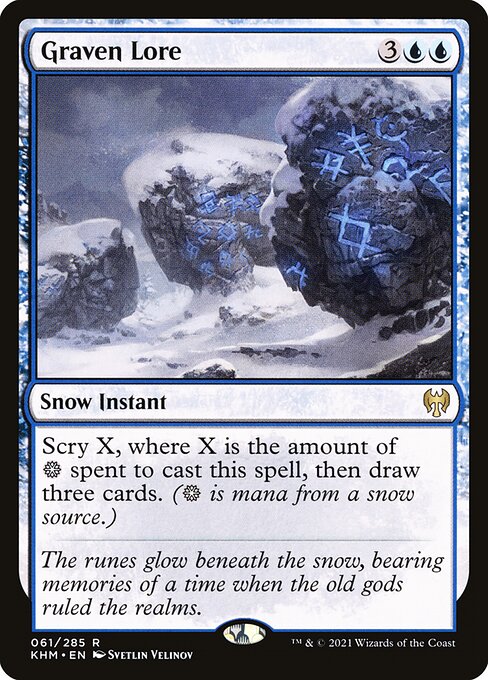 Graven Lore 3
Snow Instant
Scry X, where X is the amount of
spent to cast this spell, then draw
three cards. ( is mana from a snow
source.)
The runes glow beneath the snow, bearing
memories of a time when the old gods
ruled the realms.
061/285 R
KHM • EN Svetlin Velinov
™ & © 2021 Wizards of the Coast